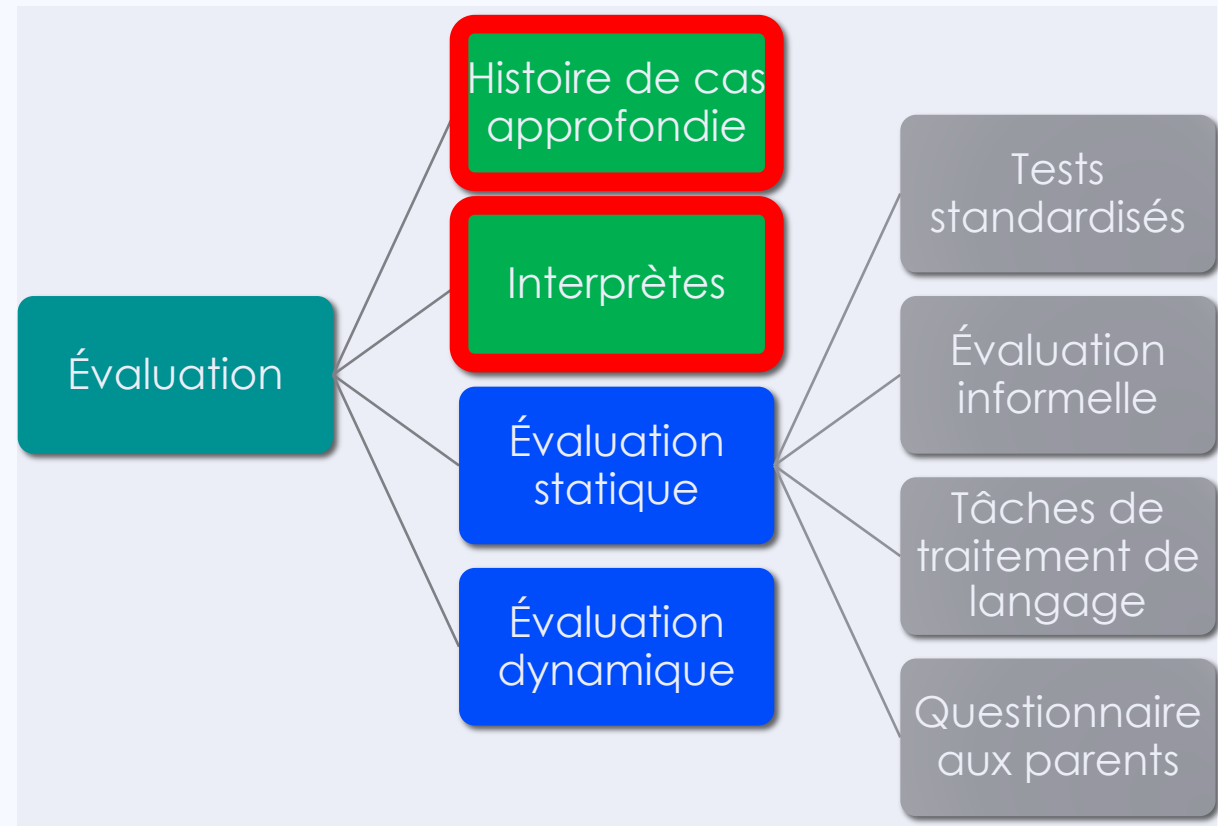 Évaluation
Histoire de cas
approfondie
Interprètes
Évaluation
statique
Évaluation
dynamique
Tests
standardisés
Évaluation
informelle
Tâches de
traitement de
langage
Questionnaire
aux parents